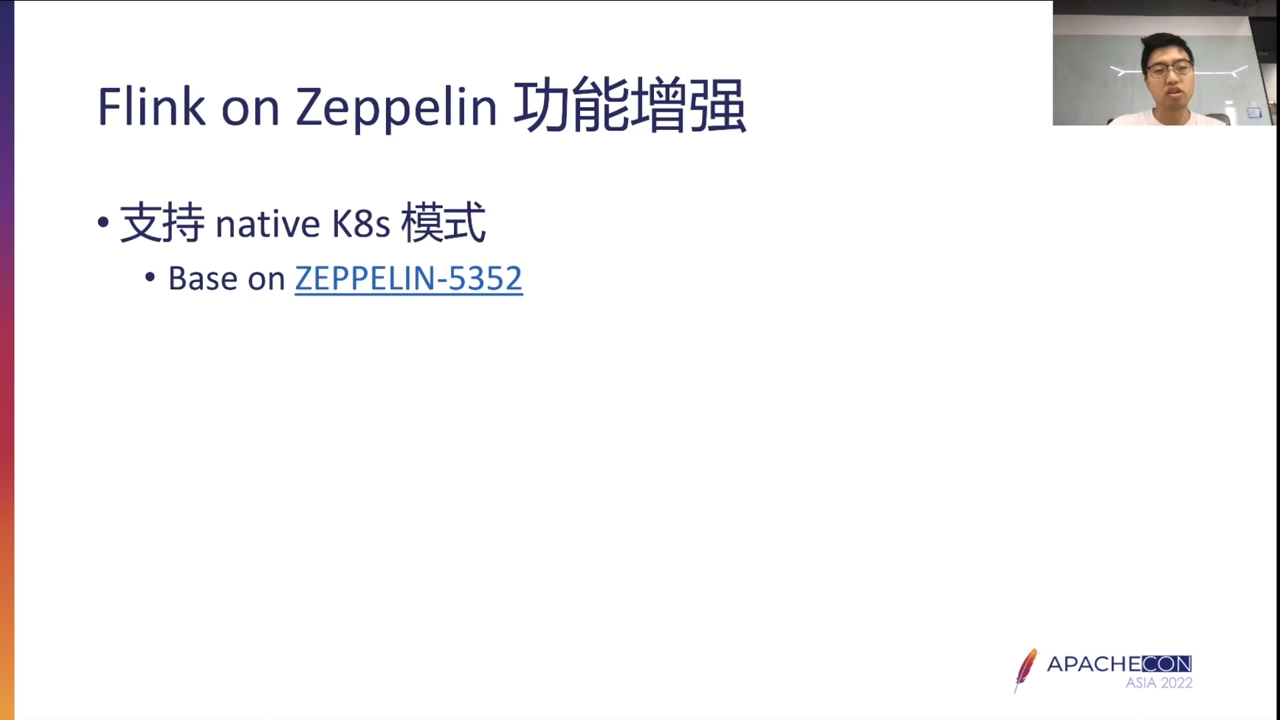 Flink on Zeppelin 功能增强
• 支持 native K8s 模式
• Base on ZEPPELIN-5352
APACHECON
ASIA 2022